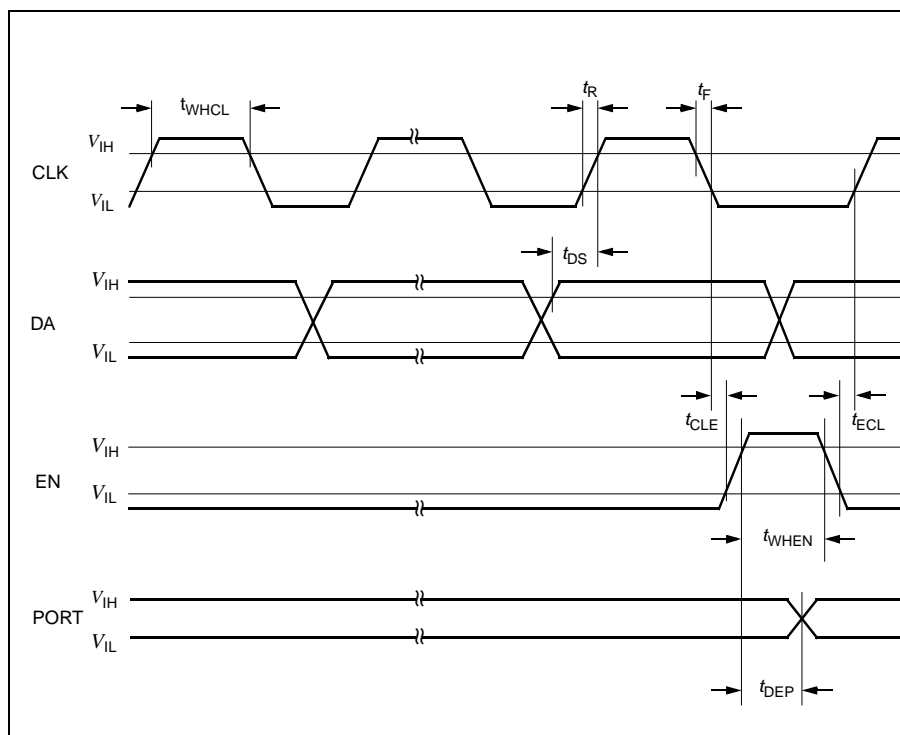 tWHCL
tR
tF
VIH
CLK
VIL
tDS
VIH
DA
VIL
tCLE
tECL
VIH
EN
VIL
tWHEN
VIH
PORT
VIL
tDEP